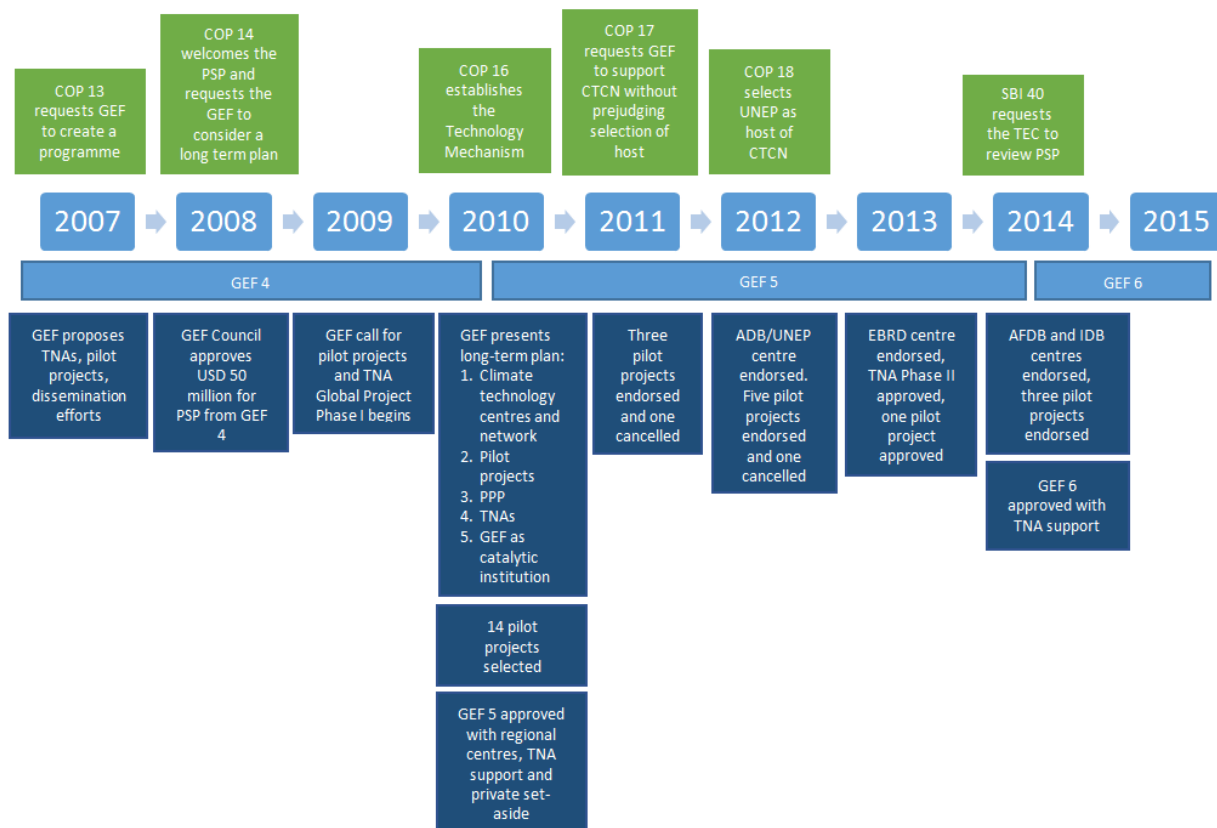 COP 13
requests GEF
to create a
programme
COP 14
welcomes the
PSP and
requests the
GEF to
consider a
long term plan
COP 16
establishes
the
Technology
Mechanism
COP 17
requests GEF
to support
CTCN without
prejudging
selection of
host
COP 18
selects
UNEP as
host of
CTCN
SBI 40
requests
the TEC to
review PSP
2007
2008
2009
2010
2011
2012
2013
2014
2015
GEF 4
GEF 5
GEF 6
GEF proposes
TNAs, pilot
projects,
dissemination
efforts
GEF Council
approves
USD 50
million for
PSP from GEF
4
GEF call for
pilot projects
and TNA
Global Project
Phase I begins
GEF presents
long-term plan:
1. Climate
technology
centres and
network
2. Pilot
projects
3. PPP
4. TNAs
5. GEF as
catalytic
institution
14 pilot
projects
selected
GEF 5 approved
with regional
centres, TNA
support and
private set-
aside
Three
pilot
projects
endorsed
and one
cancelled
ADB/UNEP
centre
endorsed.
Five pilot
projects
endorsed
and one
cancelled
EBRD centre
endorsed,
TNA Phase II
approved,
one pilot
project
approved
AFDB and IDB
centres
endorsed,
three pilot
projects
endorsed
GEF 6
approved with
TNA support